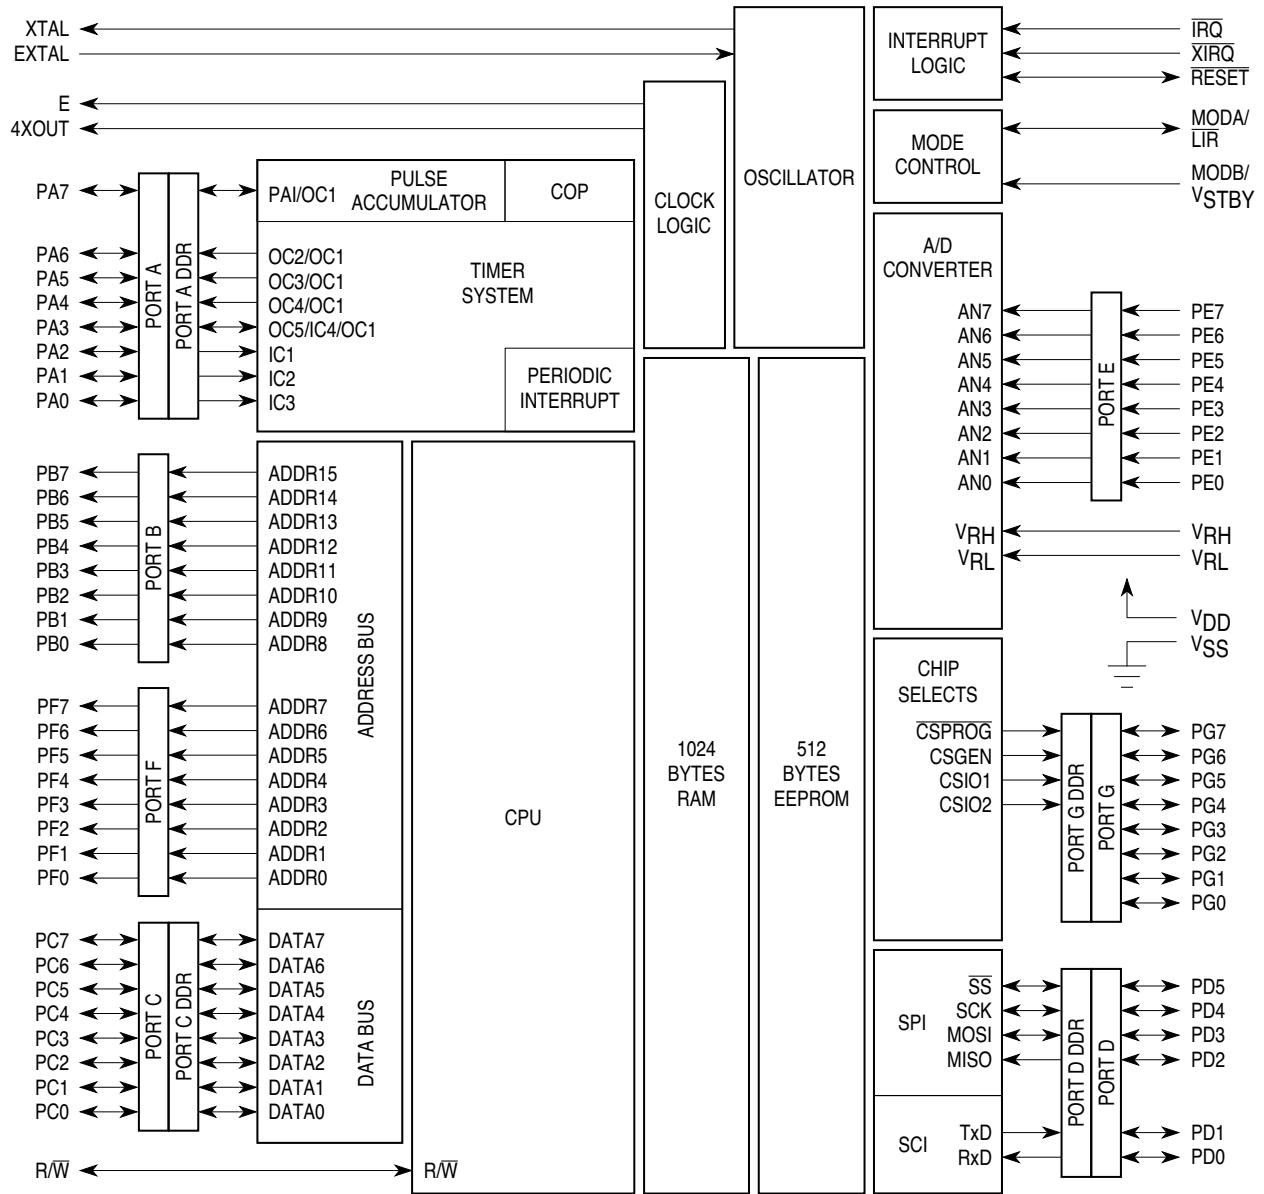 XTAL
EXTAL
E
4XOUT
PA7
PA6
PA5
PA4
PA3
PA2
PA1
PA0
PORT A
PORT A DDR
PAI/OC1
PULSE
ACCUMULATOR
COP
OC2/OC1
OC3/OC1
OC4/OC1
OC5/IC4/OC1
IC1
IC2
IC3
TIMER
SYSTEM
PERIODIC
INTERRUPT
CLOCK
LOGIC
OSCILLATOR
INTERRUPT
LOGIC
IRQ
XIRQ
RESET
MODE
CONTROL
MODA/
LIR
MODB/
VSTBY
A/D
CONVERTER
AN7
AN6
AN5
AN4
AN3
AN2
AN1
AN0
VRH
VRL
PORT E
PE7
PE6
PE5
PE4
PE3
PE2
PE1
PE0
VRH
VRL
VDD
VSS
PB7
PB6
PB5
PB4
PB3
PB2
PB1
PB0
PORT B
ADDR15
ADDR14
ADDR13
ADDR12
ADDR11
ADDR10
ADDR9
ADDR8
ADDRESS BUS
PF7
PF6
PF5
PF4
PF3
PF2
PF1
PF0
PORT F
ADDR7
ADDR6
ADDR5
ADDR4
ADDR3
ADDR2
ADDR1
ADDR0
PC7
PC6
PC5
PC4
PC3
PC2
PC1
PC0
PORT C
PORT C DDR
DATA7
DATA6
DATA5
DATA4
DATA3
DATA2
DATA1
DATA0
DATA BUS
R/W
R/W
CPU
1024
BYTES
RAM
512
BYTES
EEPROM
CHIP
SELECTS
CSPROG
CSGEN
CSIO1
CSIO2
PORT G DDR
PORT G
PG7
PG6
PG5
PG4
PG3
PG2
PG1
PG0
SPI
SS
SCK
MOSI
MISO
SCI
TxD
RxD
PORT D DDR
PORT D
PD5
PD4
PD3
PD2
PD1
PD0